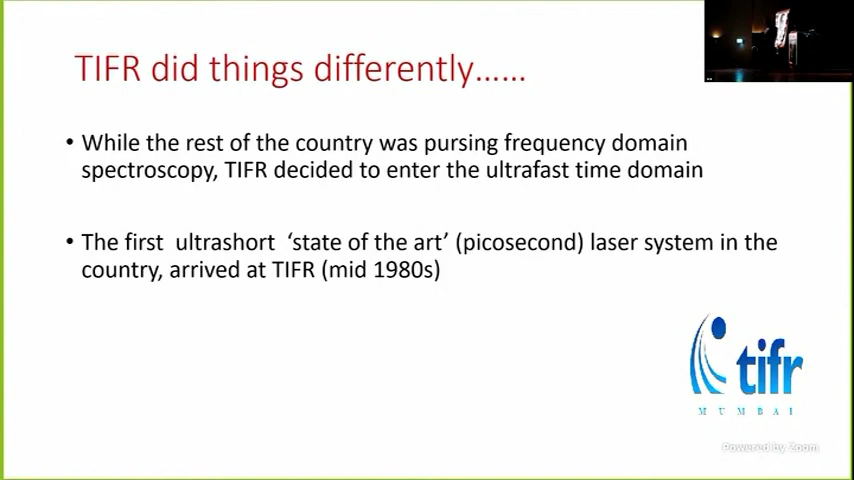 TIFR did things differently......
• While the rest of the country was pursing frequency domain
spectroscopy, TIFR decided to enter the ultrafast time domain
• The first ultrashort ‘state of the art’ (picosecond) laser system in the
country, arrived at TIFR (mid 1980s)
tifr
MUMBAI
Powered by Zoom